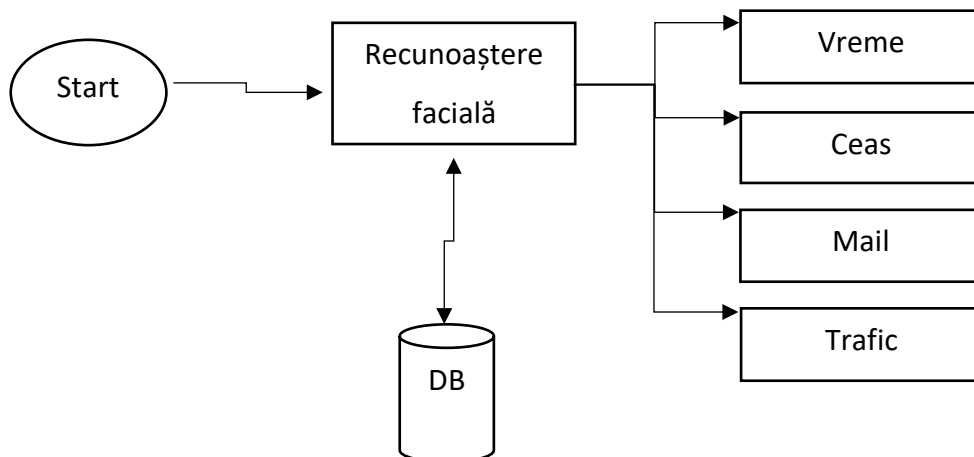 Start
Recunoaștere
facială
Vreme
Ceas
Mail
Trafic
DB